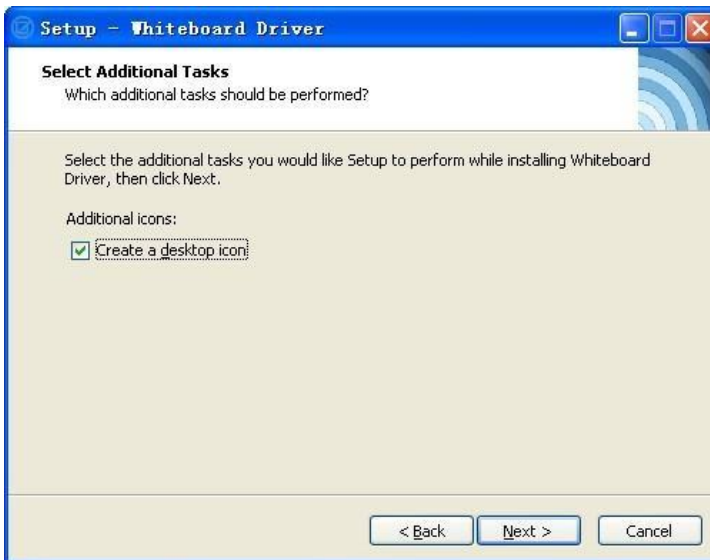 Setup - Whiteboard Driver
Select Additional Tasks
Which additional tasks should be performed?
Select the additional tasks you would like Setup to perform while installing Whiteboard
Driver, then click Next.
Additional icons:
Create a desktop icon
< Back
Next >
Cancel